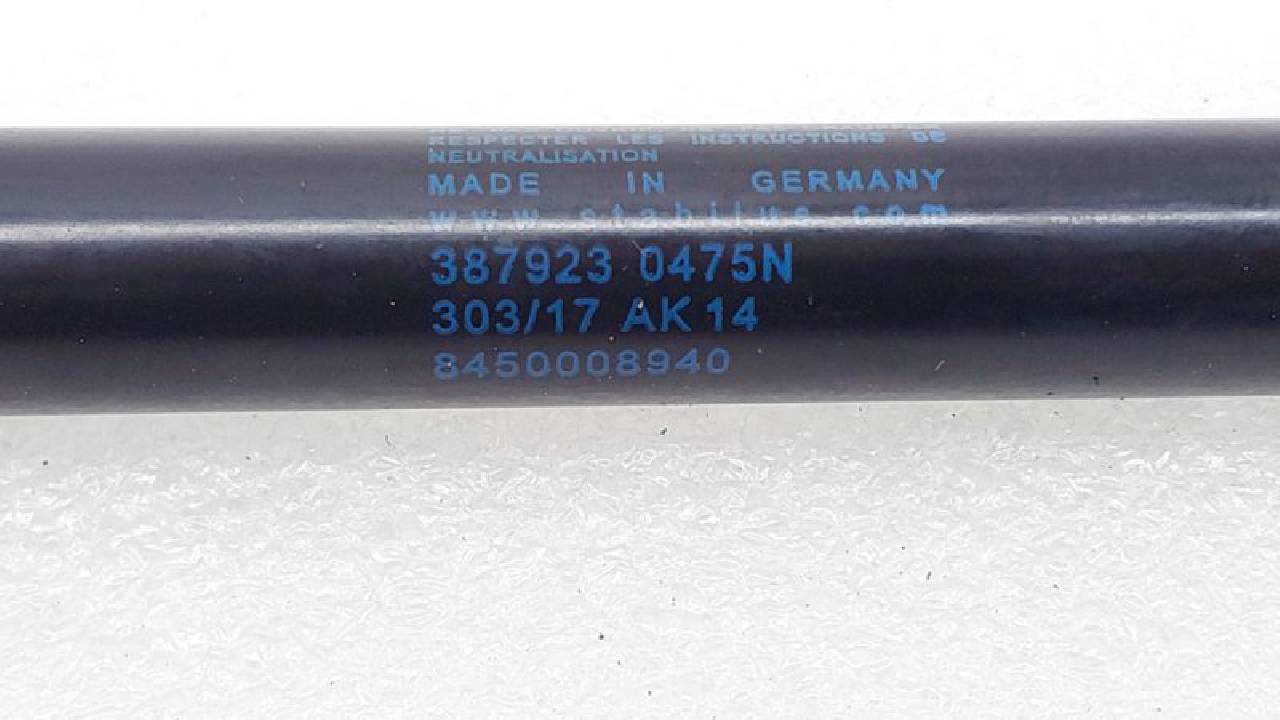 RESPECTER LES INSTRUCTIONS DE
NEUTRALISATION
MADE IN GERMANY
www.stabilus.com
387923 0475N
303/17 AK14
8450008940